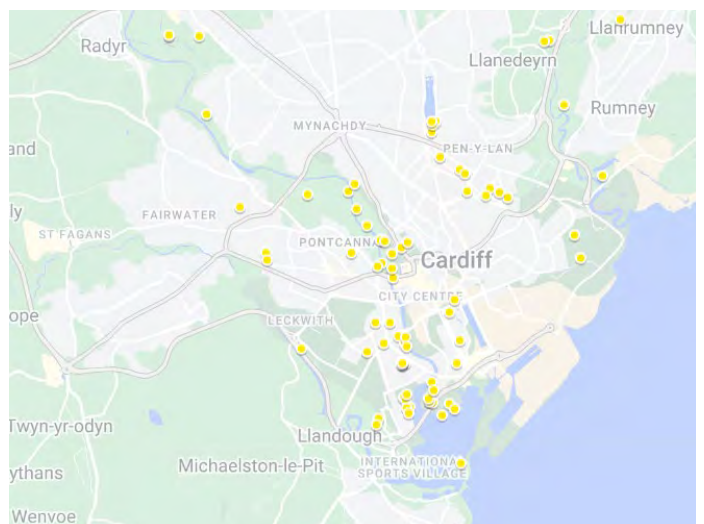 Llanrumney
Radyr
Llanedeyrn
Rumney
MYNACHDY
PEN-Y-LAN
and
ly
FAIRWATER
ST FAGANS
PONTCANNA
Cardiff
CITY CENTRE
ope
LECKWITH
Twyn-yr-odyn
Llandough
Michaelston-le-Pit
INTERNATIONAL
SPORTS VILLAGE
ythans
Wenvoe